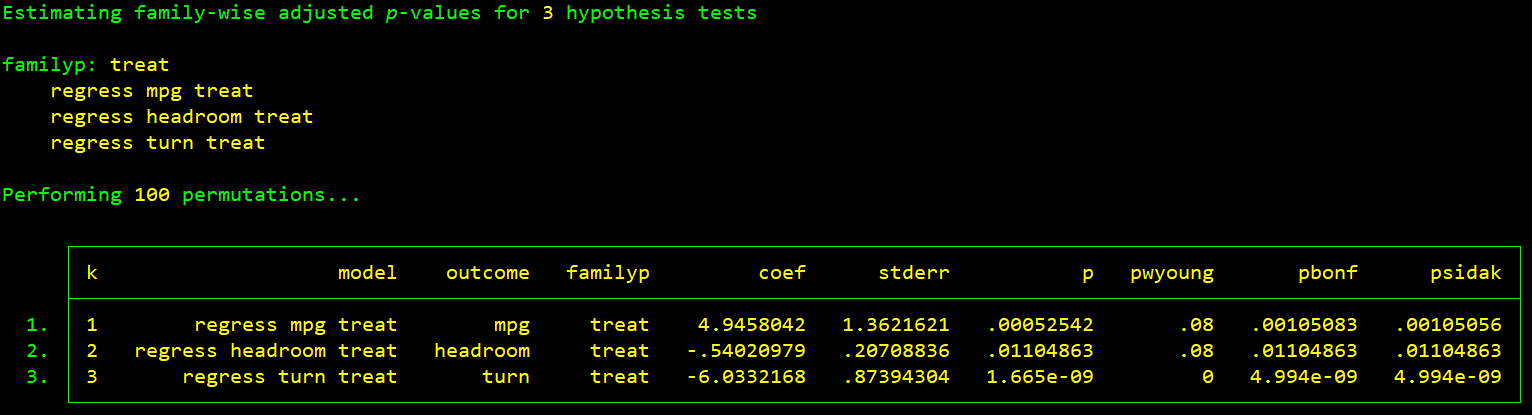 Estimating family-wise adjusted p-values for 3 hypothesis tests
familyp: treat
regress mpg treat
regress headroom treat
regress turn treat
Performing 100 permutations...
k model outcome familyp coef stderr p pwyoung pbonf psidak
1. 1 regress mpg treat mpg treat 4.9458042 1.3621621 .00052542 .08 .00105083 .00105056
2. 2 regress headroom treat headroom treat -.54020979 .20708836 .01104863 .08 .01104863 .01104863
3. 3 regress turn treat turn treat -6.0332168 .87394304 1.665e-09 0 4.994e-09 4.994e-09